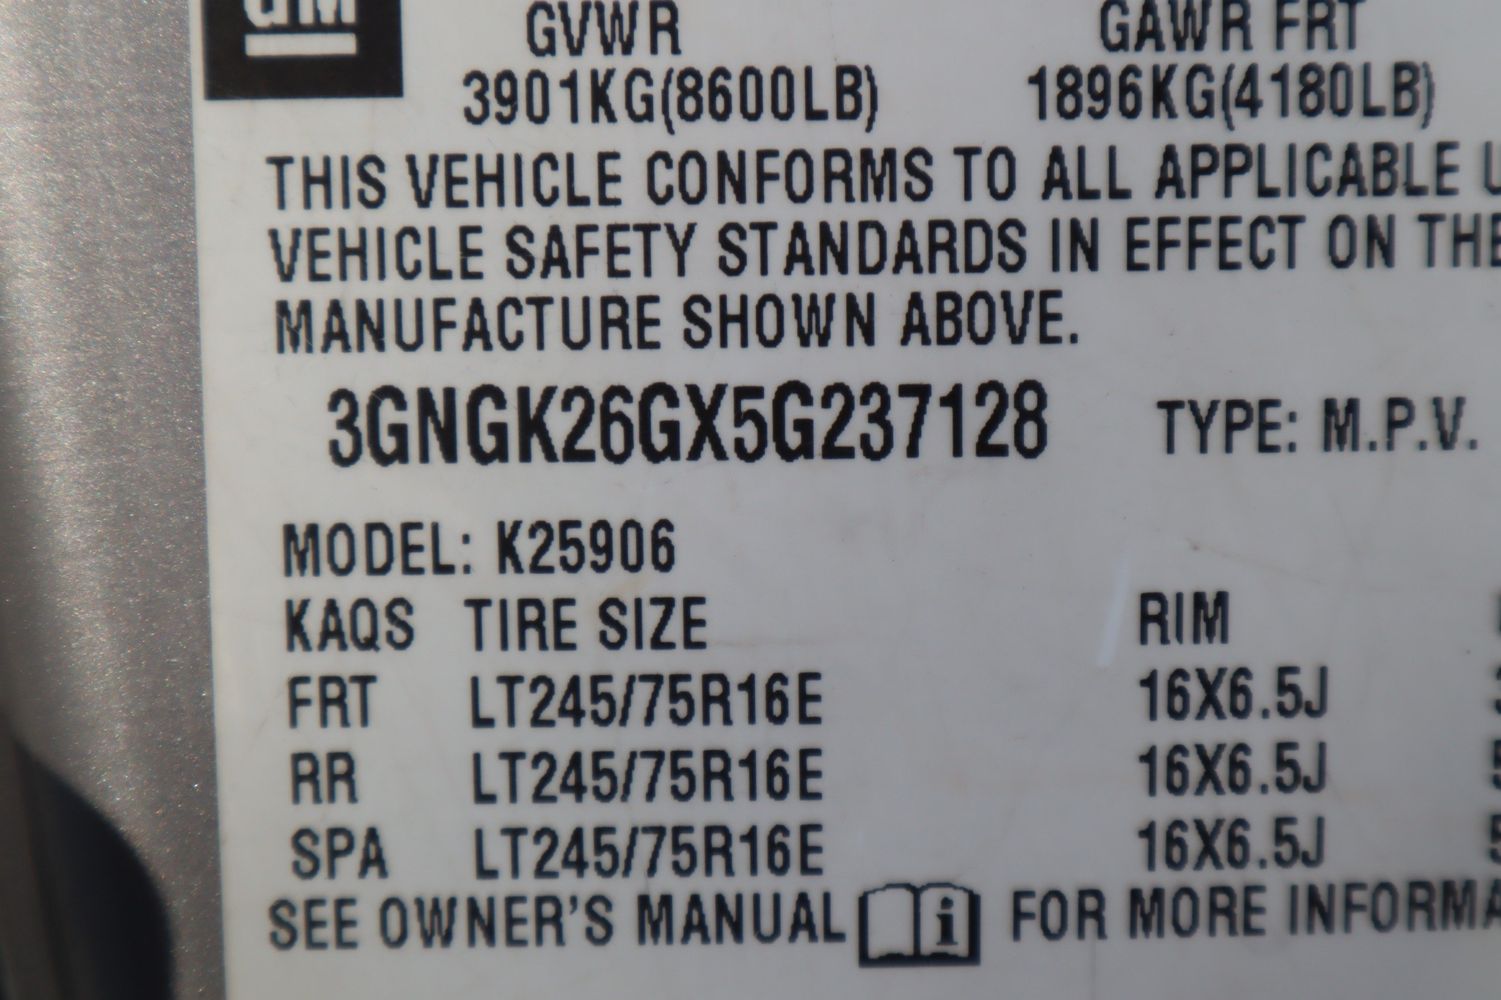 GM
GVWR GAWR FRT
3901KG(8600LB) 1896KG(4180LB)
THIS VEHICLE CONFORMS TO ALL APPLICABLE U
VEHICLE SAFETY STANDARDS IN EFFECT ON THE
MANUFACTURE SHOWN ABOVE.
3GNGK26GX5G237128 TYPE: M.P.V.
MODEL: K25906
KAQS TIRE SIZE RIM
FRT LT245/75R16E 16X6.5J
RR LT245/75R16E 16X6.5J
SPA LT245/75R16E 16X6.5J
SEE OWNER'S MANUAL i FOR MORE INFORMA